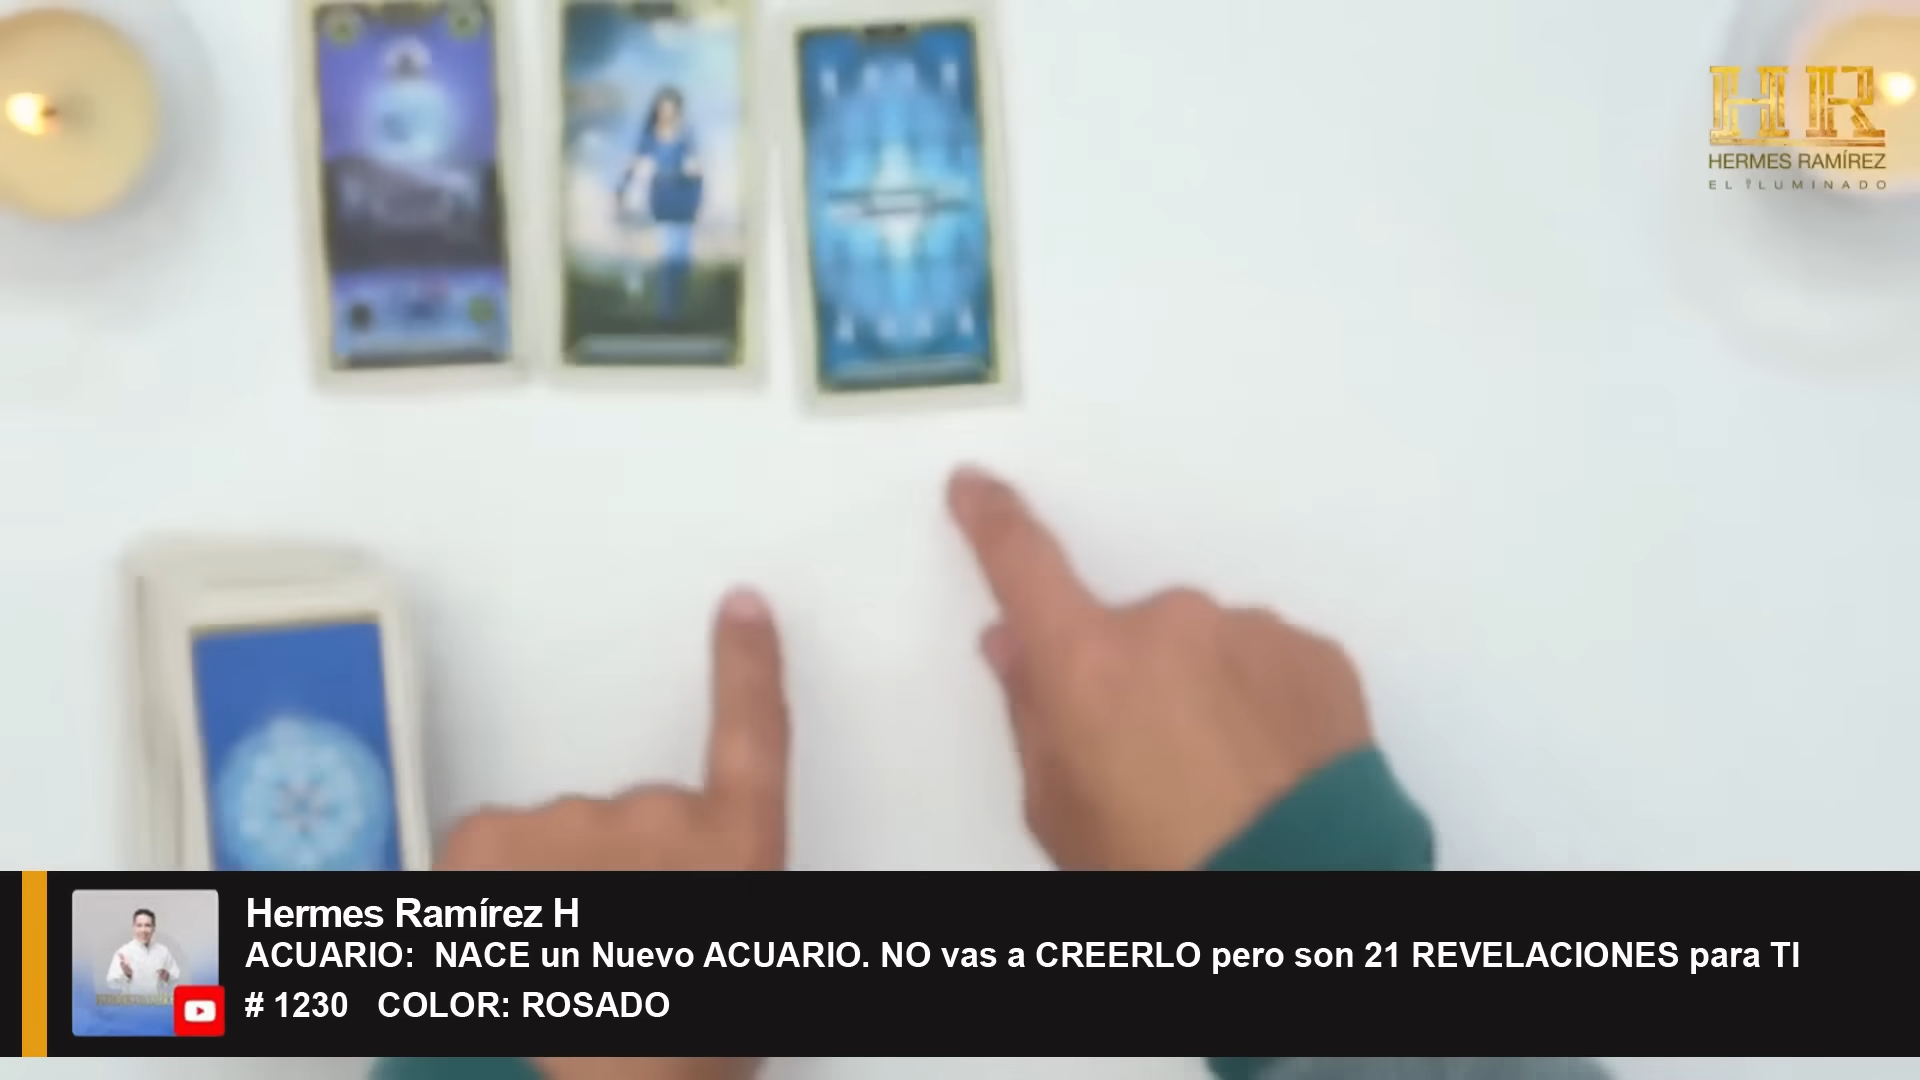 HR
HERMES RAMÍREZ
EL ILUMINADO
Hermes Ramírez H
ACUARIO:  NACE un Nuevo ACUARIO. NO vas a CREERLO pero son 21 REVELACIONES para TI
# 1230   COLOR: ROSADO